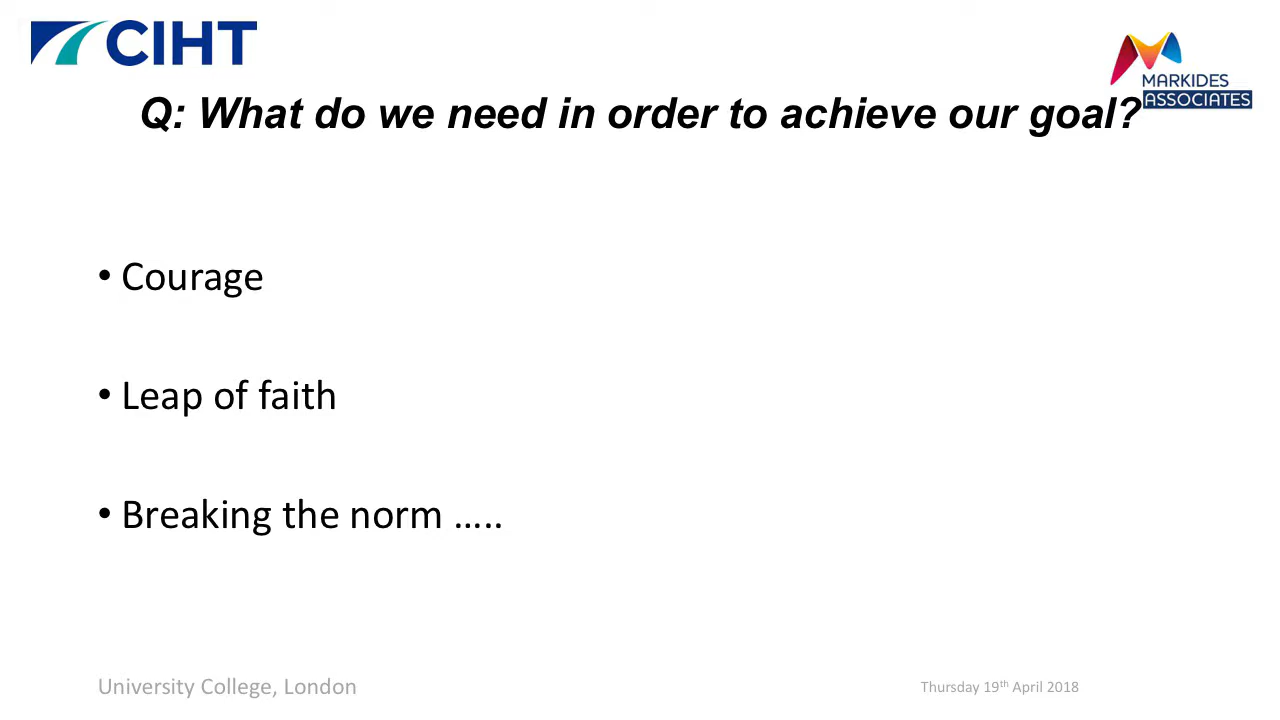 CIHT
MARKIDES
ASSOCIATES
Q: What do we need in order to achieve our goal?
• Courage
• Leap of faith
• Breaking the norm …..
University College, London
Thursday 19th April 2018